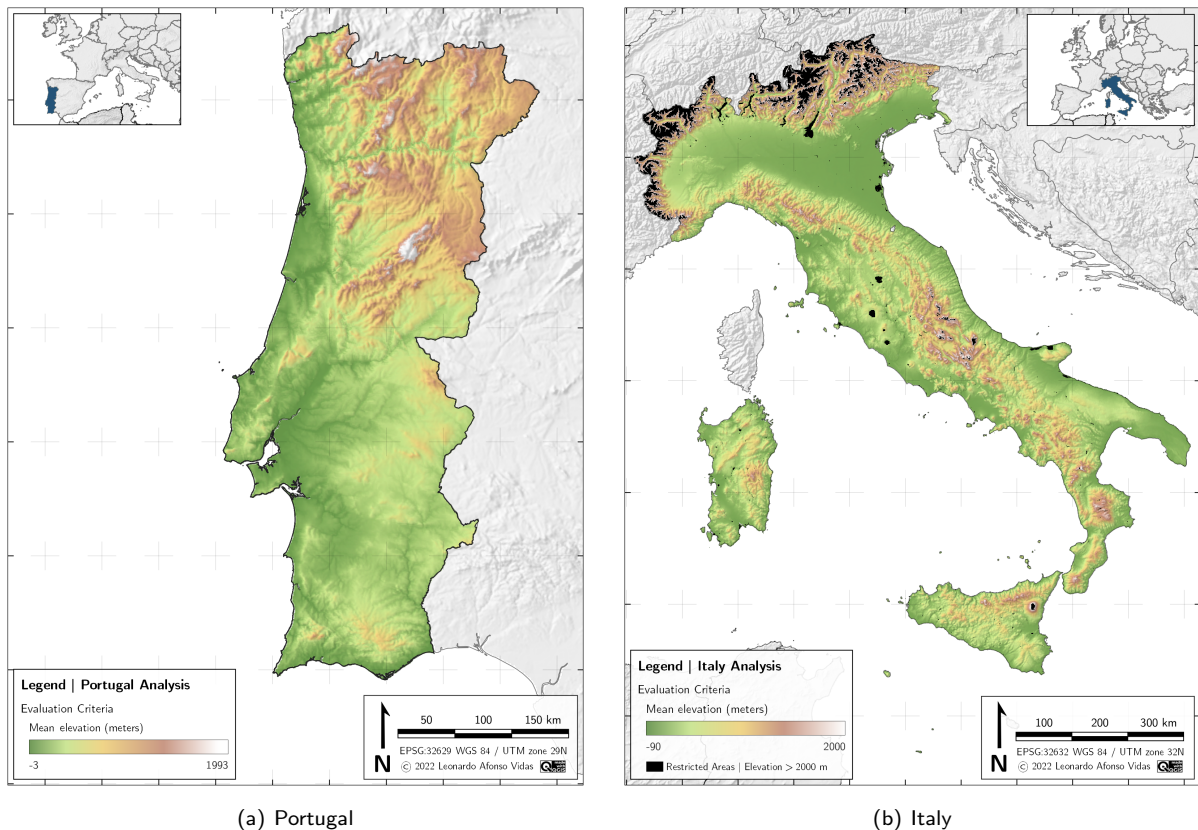 Legend | Portugal Analysis
Evaluation Criteria
Mean elevation (meters)
-3 1993
50 100 150 km
N
EPSG:32629 WGS 84 / UTM zone 29N
© 2022 Leonardo Afonso Vidas
(a) Portugal
Legend | Italy Analysis
Evaluation Criteria
Mean elevation (meters)
-90 2000
Restricted Areas | Elevation > 2000 m
100 200 300 km
N
EPSG:32632 WGS 84 / UTM zone 32N
© 2022 Leonardo Afonso Vidas
(b) Italy